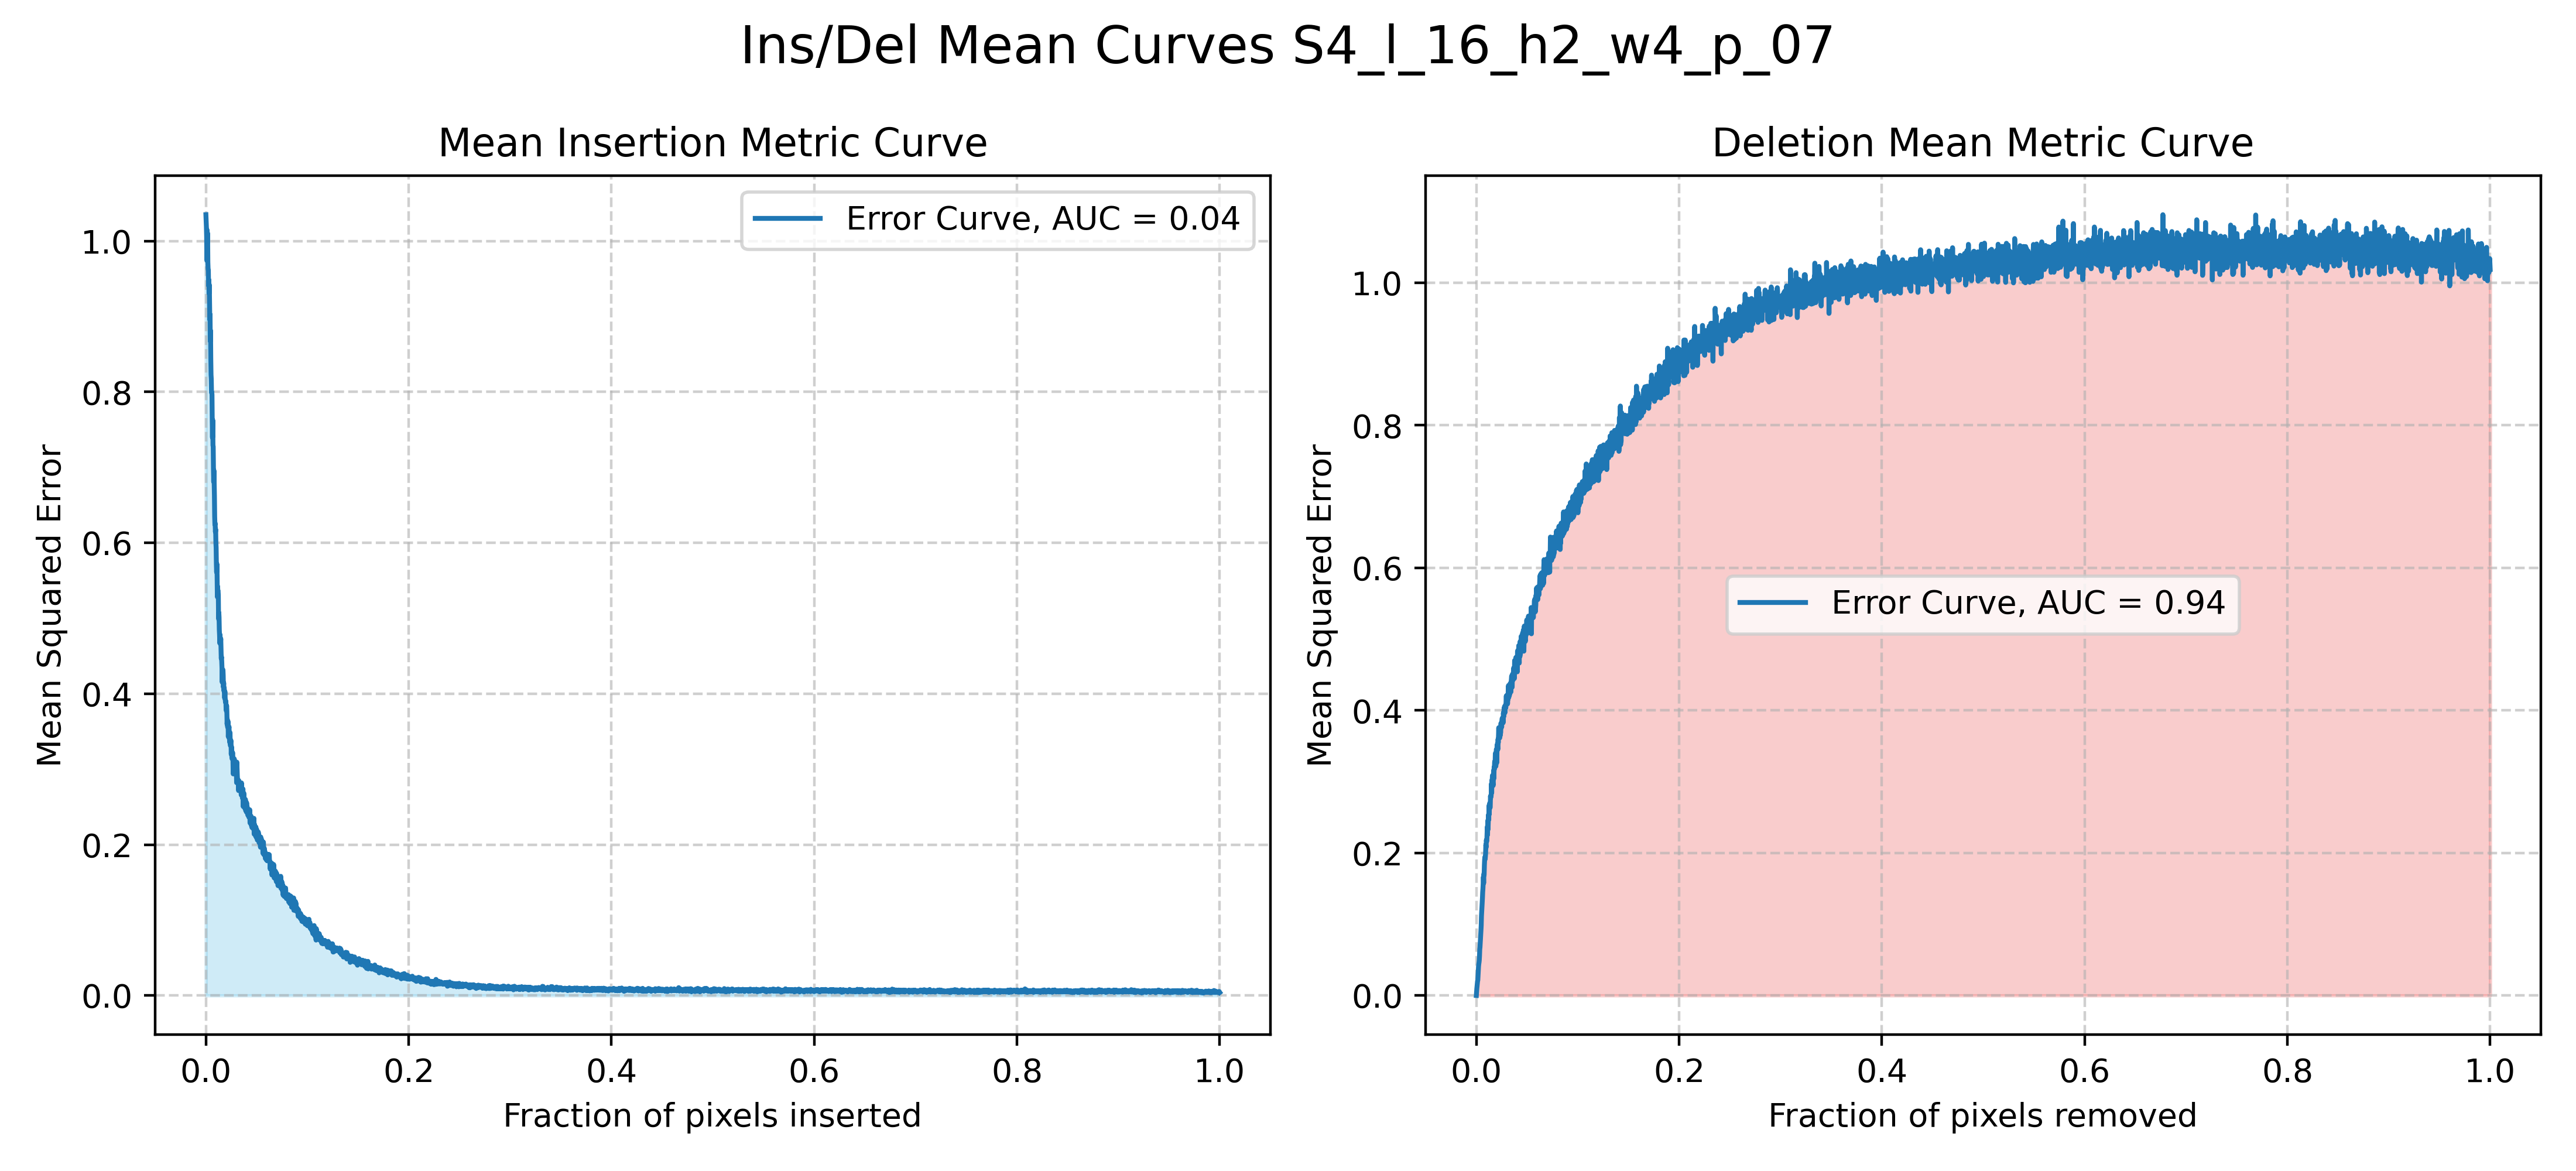 Ins/Del Mean Curves S4_l_16_h2_w4_p_07
Mean Insertion Metric Curve
Error Curve, AUC = 0.04
Mean Squared Error
1.0
0.8
0.6
0.4
0.2
0.0
0.0 0.2 0.4 0.6 0.8 1.0
Fraction of pixels inserted
Deletion Mean Metric Curve
Error Curve, AUC = 0.94
Mean Squared Error
1.0
0.8
0.6
0.4
0.2
0.0
0.0 0.2 0.4 0.6 0.8 1.0
Fraction of pixels removed